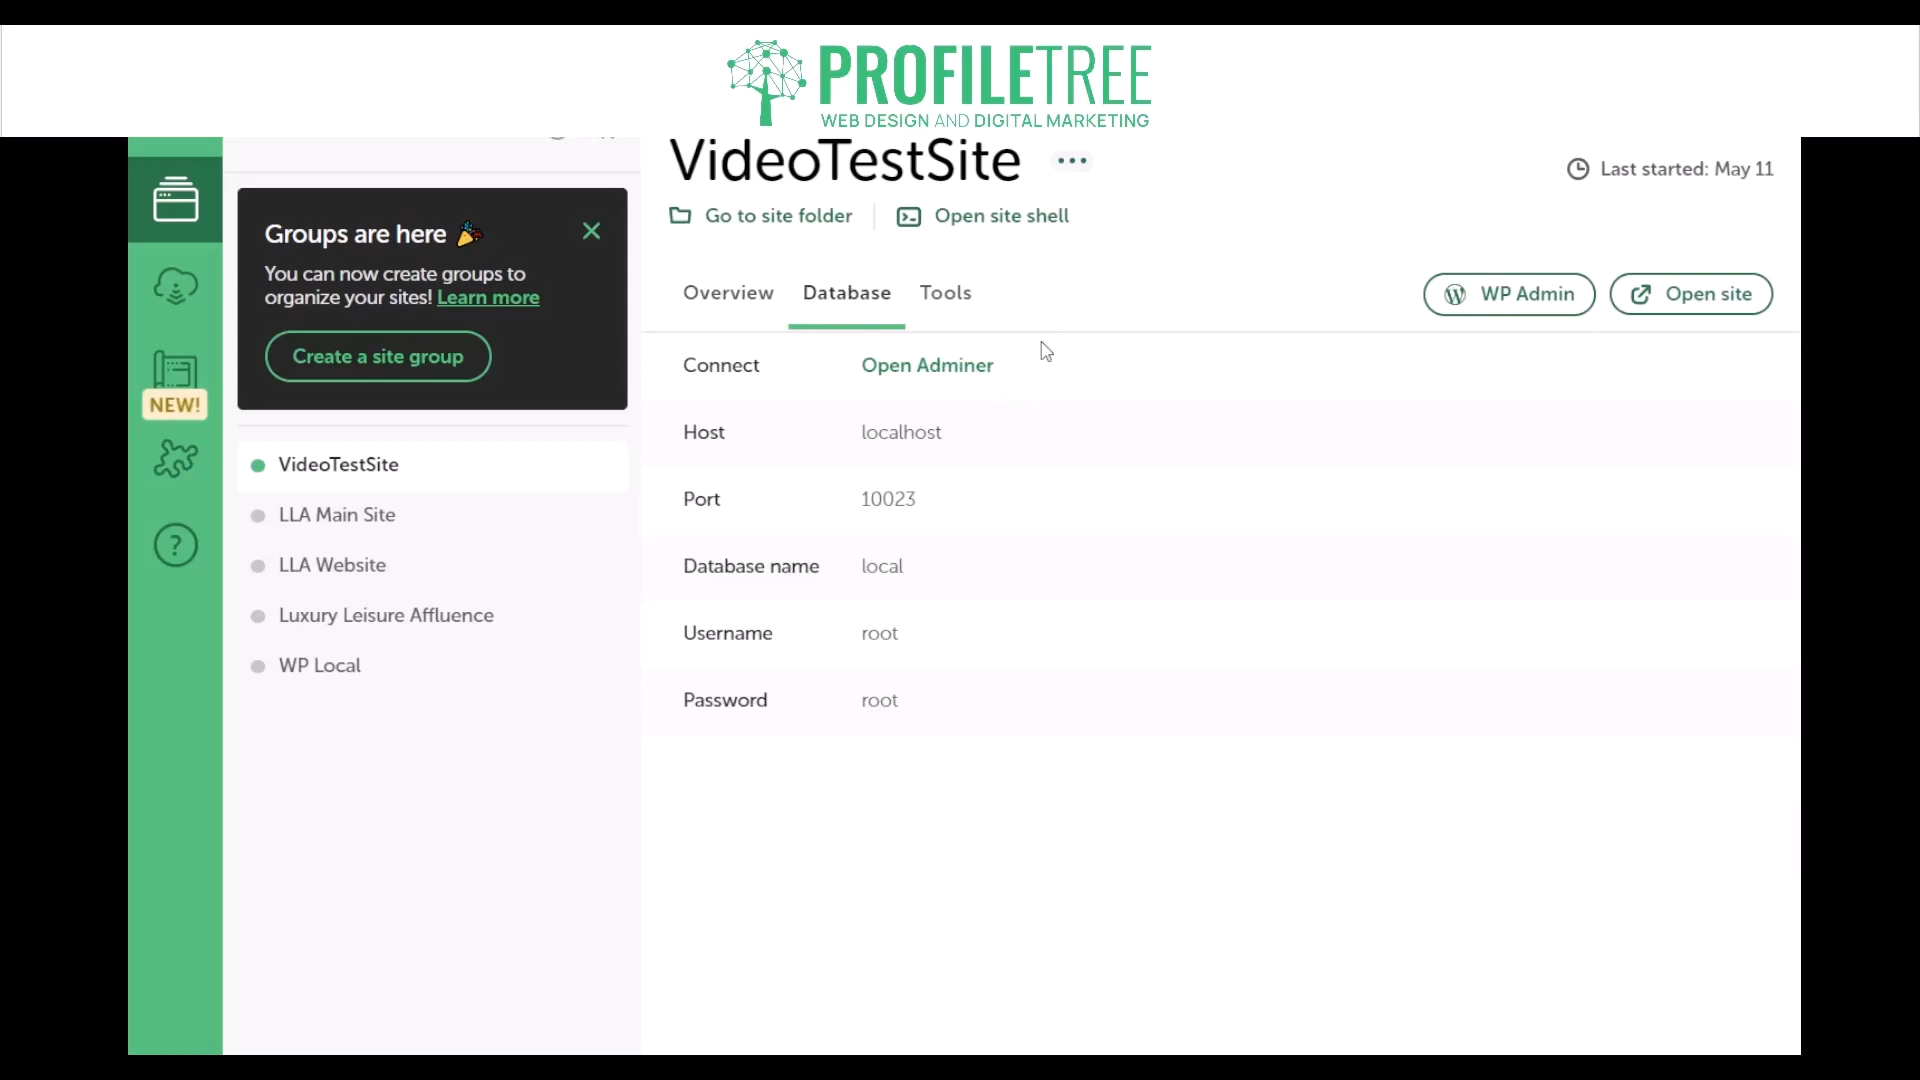 PROFILETREE
WEB DESIGN AND DIGITAL MARKETING
VideoTestSite
Last started: May 11
Go to site folder
Open site shell
Groups are here
You can now create groups to
organize your sites! Learn more
Create a site group
Overview
Database
Tools
WP Admin
Open site
NEW!
VideoTestSite
LLA Main Site
LLA Website
Luxury Leisure Affluence
WP Local
Connect Open Adminer
Host localhost
Port 10023
Database name local
Username root
Password root